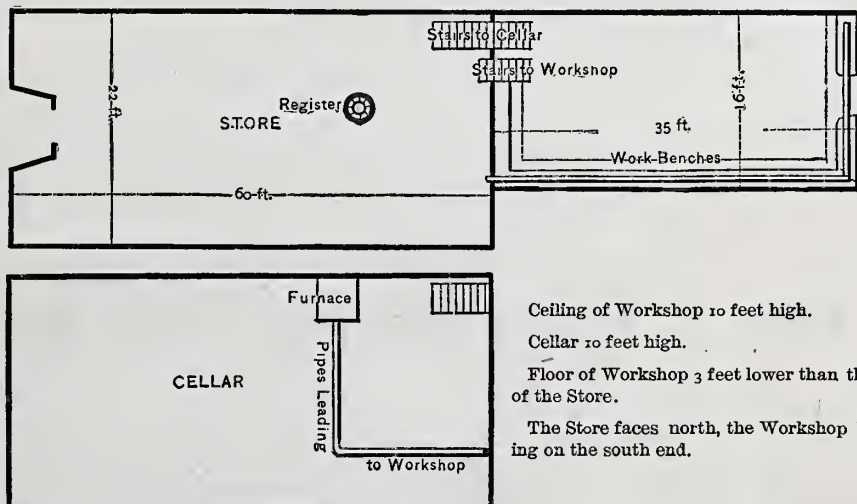 Stairs to Cellar
Stairs to Workshop
22-ft.
Register
STORE
16-ft.
35 ft.
Work-Benches
60-ft.
Furnace
CELLAR
Pipes Leading
to Workshop
Ceiling of Workshop 10 feet high.
Cellar 10 feet high.
Floor of Workshop 3 feet lower than
of the Store.
The Store faces north, the Workshop
ing on the south end.